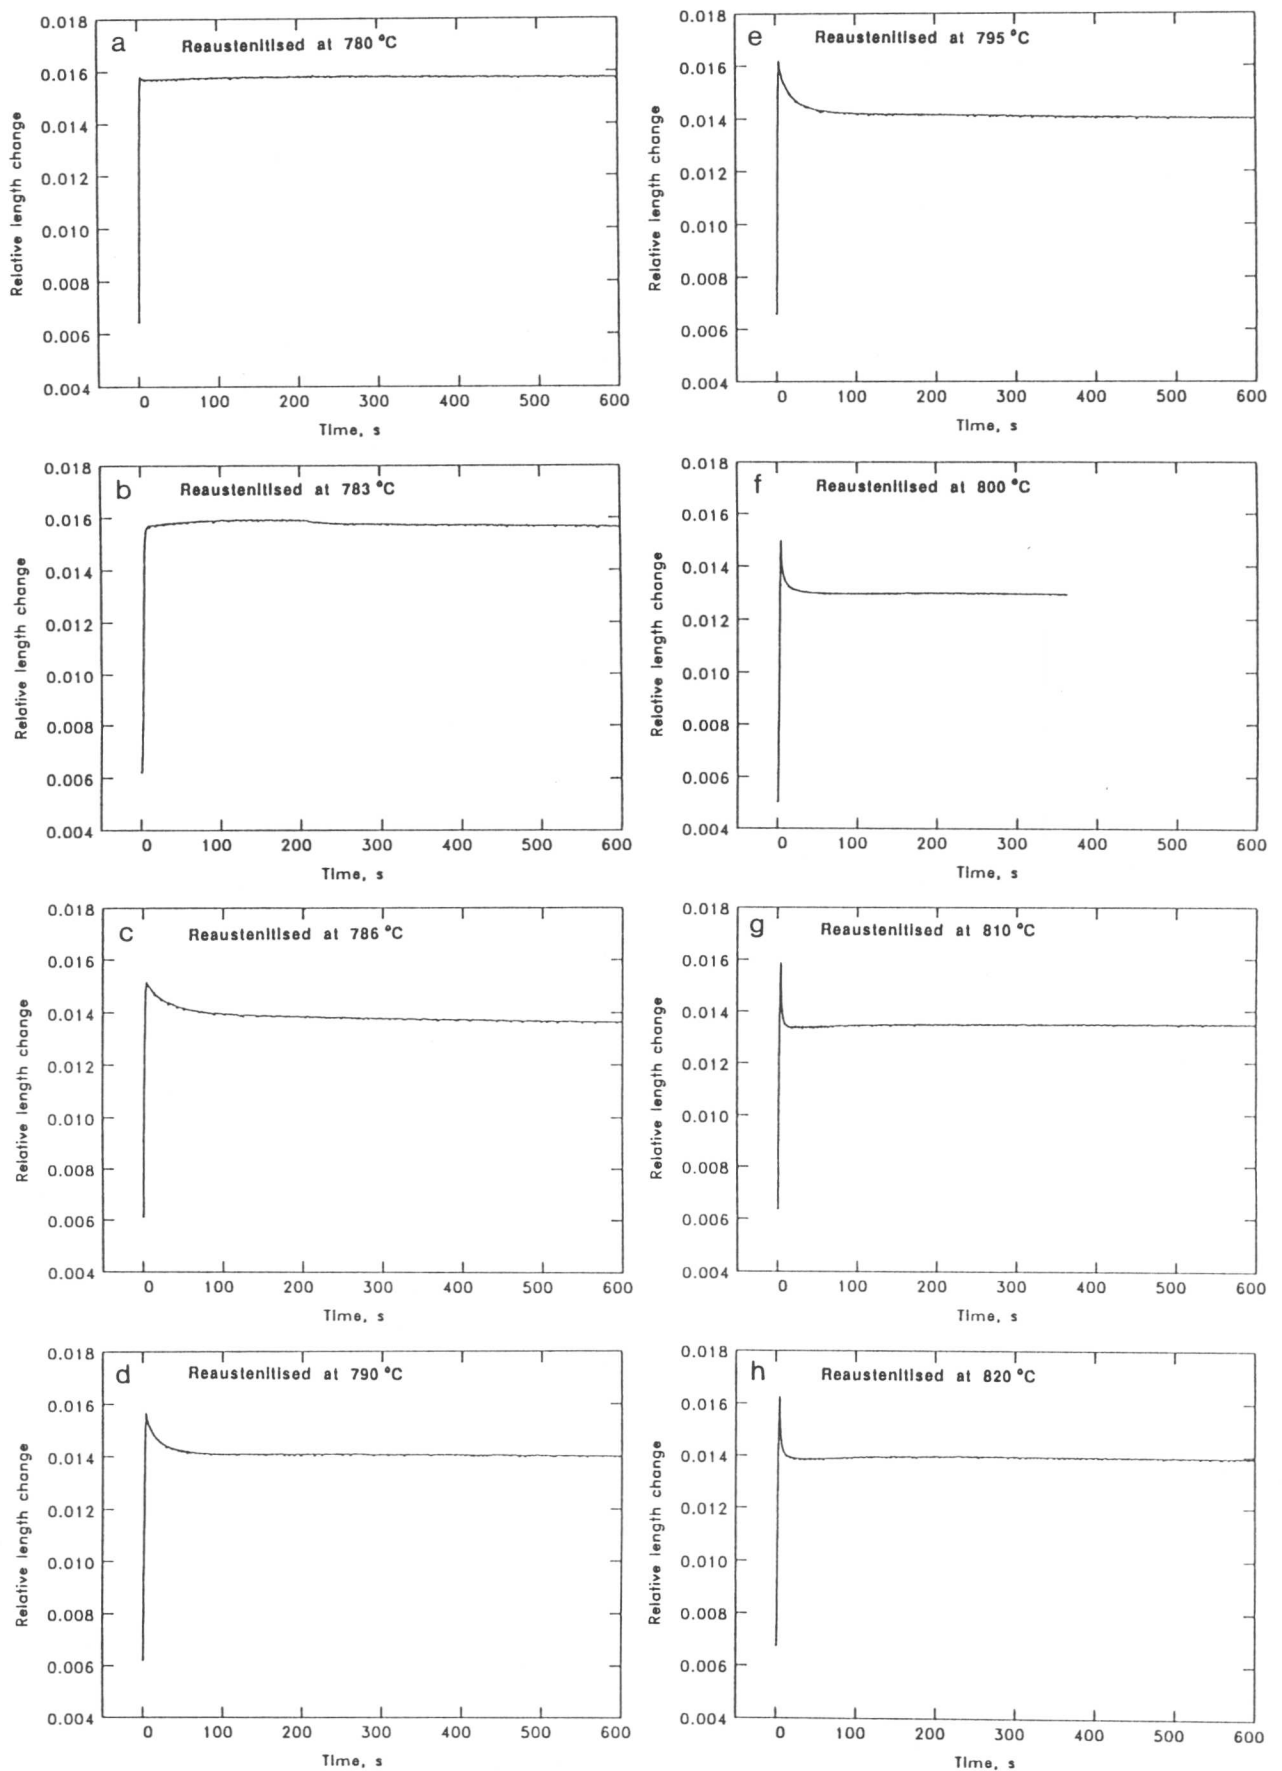 a
Reaustenitised at 780 °C
Relative length change
0.018
0.016
0.014
0.012
0.010
0.008
0.006
0.004
0 100 200 300 400 500 600
Time, s
b
Reaustenitised at 783 °C
Relative length change
0.018
0.016
0.014
0.012
0.010
0.008
0.006
0.004
0 100 200 300 400 500 600
Time, s
c
Reaustenitised at 786 °C
Relative length change
0.018
0.016
0.014
0.012
0.010
0.008
0.006
0.004
0 100 200 300 400 500 600
Time, s
d
Reaustenitised at 790 °C
Relative length change
0.018
0.016
0.014
0.012
0.010
0.008
0.006
0.004
0 100 200 300 400 500 600
Time, s
e
Reaustenitised at 795 °C
Relative length change
0.018
0.016
0.014
0.012
0.010
0.008
0.006
0.004
0 100 200 300 400 500 600
Time, s
f
Reaustenitised at 800 °C
Relative length change
0.018
0.016
0.014
0.012
0.010
0.008
0.006
0.004
0 100 200 300 400 500 600
Time, s
g
Reaustenitised at 810 °C
Relative length change
0.018
0.016
0.014
0.012
0.010
0.008
0.006
0.004
0 100 200 300 400 500 600
Time, s
h
Reaustenitised at 820 °C
Relative length change
0.018
0.016
0.014
0.012
0.010
0.008
0.006
0.004
0 100 200 300 400 500 600
Time, s